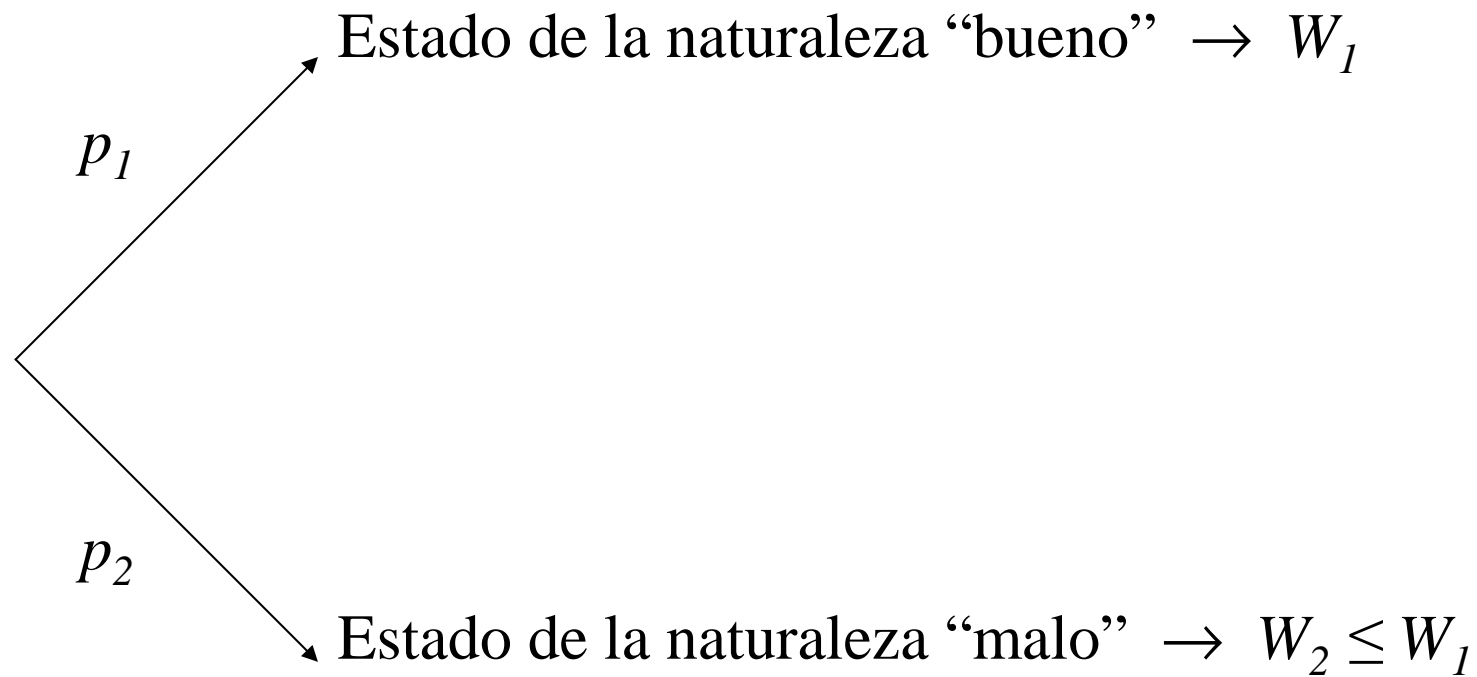 Estado de la naturaleza “bueno” → W₁
p₁
p₂
Estado de la naturaleza “malo” → W₂ ≤ W₁